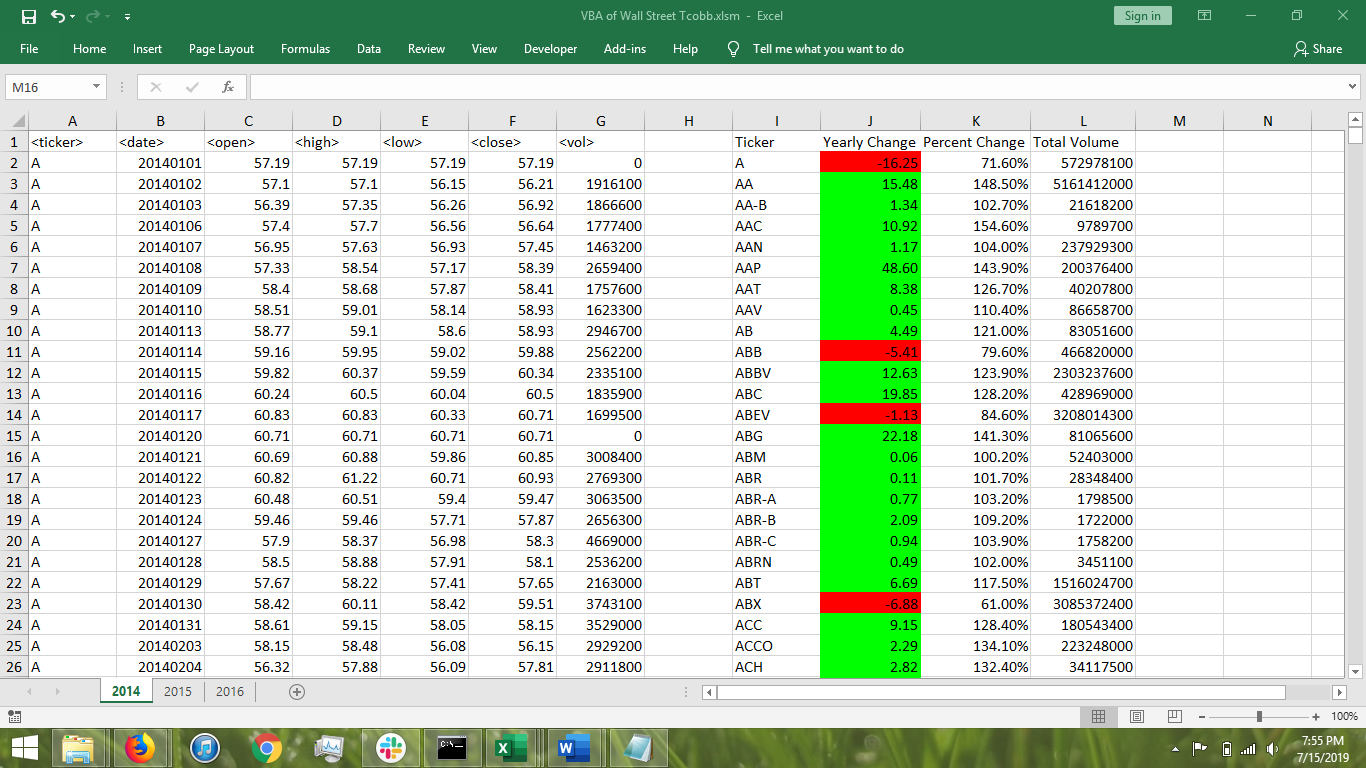 VBA of Wall Street Tcobb.xlsm - Excel
Sign in
File Home Insert Page Layout Formulas Data Review View Developer Add-ins Help Tell me what you want to do Share
M16 fx
A B C D E F G H I J K L M N
1 <ticker> <date> <open> <high> <low> <close> <vol> Ticker Yearly Change Percent Change Total Volume
2 A 20140101 57.19 57.19 57.19 57.19 0 A -16.25 71.60% 572978100
3 A 20140102 57.1 57.1 56.15 56.21 1916100 AA 15.48 148.50% 5161412000
4 A 20140103 56.39 57.35 56.26 56.92 1866600 AA-B 1.34 102.70% 21618200
5 A 20140106 57.4 57.7 56.56 56.64 1777400 AAC 10.92 154.60% 9789700
6 A 20140107 56.95 57.63 56.93 57.45 1463200 AAN 1.17 104.00% 237929300
7 A 20140108 57.33 58.54 57.17 58.39 2659400 AAP 48.60 143.90% 200376400
8 A 20140109 58.4 58.68 57.87 58.41 1757600 AAT 8.38 126.70% 40207800
9 A 20140110 58.51 59.01 58.14 58.93 1623300 AAV 0.45 110.40% 86658700
10 A 20140113 58.77 59.1 58.6 58.93 2946700 AB 4.49 121.00% 83051600
11 A 20140114 59.16 59.95 59.02 59.88 2562200 ABB -5.41 79.60% 466820000
12 A 20140115 59.82 60.37 59.59 60.34 2335100 ABBV 12.63 123.90% 2303237600
13 A 20140116 60.24 60.5 60.04 60.5 1835900 ABC 19.85 128.20% 428969000
14 A 20140117 60.83 60.83 60.33 60.71 1699500 ABEV -1.13 84.60% 3208014300
15 A 20140120 60.71 60.71 60.71 60.71 0 ABG 22.18 141.30% 81065600
16 A 20140121 60.69 60.88 59.86 60.85 3008400 ABM 0.06 100.20% 52403000
17 A 20140122 60.82 61.22 60.71 60.93 2769300 ABR 0.11 101.70% 28348400
18 A 20140123 60.48 60.51 59.4 59.47 3063500 ABR-A 0.77 103.20% 1798500
19 A 20140124 59.46 59.46 57.71 57.87 2656300 ABR-B 2.09 109.20% 1722000
20 A 20140127 57.9 58.37 56.98 58.3 4669000 ABR-C 0.94 103.90% 1758200
21 A 20140128 58.5 58.88 57.91 58.1 2536200 ABRN 0.49 102.00% 3451100
22 A 20140129 57.67 58.22 57.41 57.65 2163000 ABT 6.69 117.50% 1516024700
23 A 20140130 58.42 60.11 58.42 59.51 3743100 ABX -6.88 61.00% 3085372400
24 A 20140131 58.61 59.15 58.05 58.15 3529000 ACC 9.15 128.40% 180543400
25 A 20140203 58.15 58.48 56.08 56.15 2929200 ACCO 2.29 134.10% 223248000
26 A 20140204 56.32 57.88 56.09 57.81 2911800 ACH 2.82 132.40% 34117500
2014 2015 2016
100%
C:\_
7:55 PM
7/15/2019